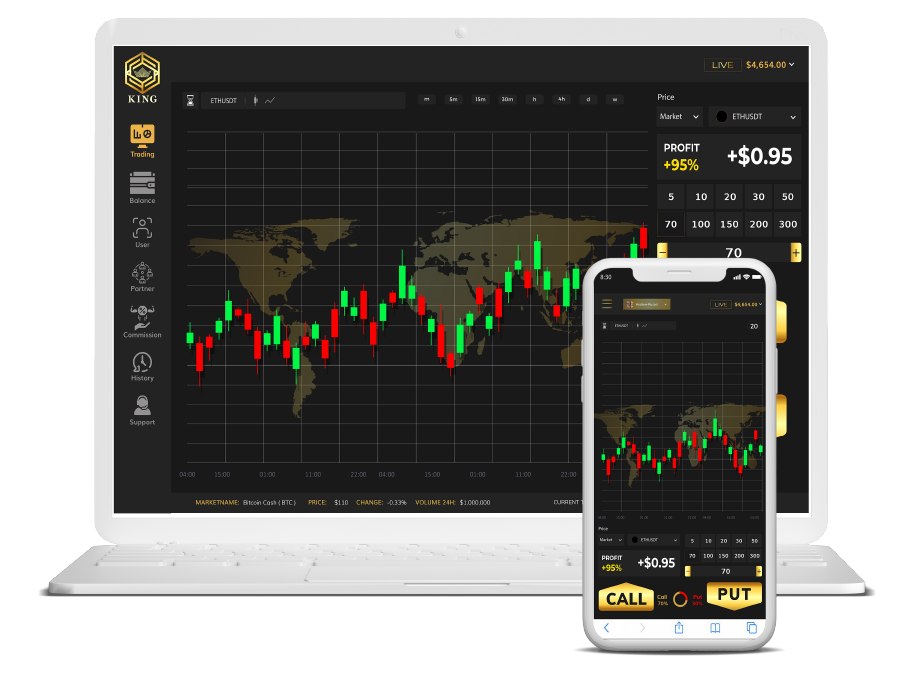 LIVE $4,654.00
KING
ETHUSDT
m 5m 15m 30m h 4h d w
Price
Market ETHUSDT
PROFIT
+95%
+$0.95
5 10 20 30 50
70 100 150 200 300
70 +
Trading
Balance
User
Partner
Commission
History
Support
04:00 15:00 01:00 11:00 22:00 04:00 15:00 01:00 11:00 22:00
MARKETNAME: Bitcoin Cash ( BTC ) PRICE: $110 CHANGE: -0.33% VOLUME 24H: $1.000.000 CURRENT
8:30
LIVE $4,654.00
ETHUSDT
20
Price
Market ETHUSDT
5 10 20 30 50
70 100 150 200 300
PROFIT
+95%
+$0.95
- 70 +
CALL
Call
70%
Put
PUT